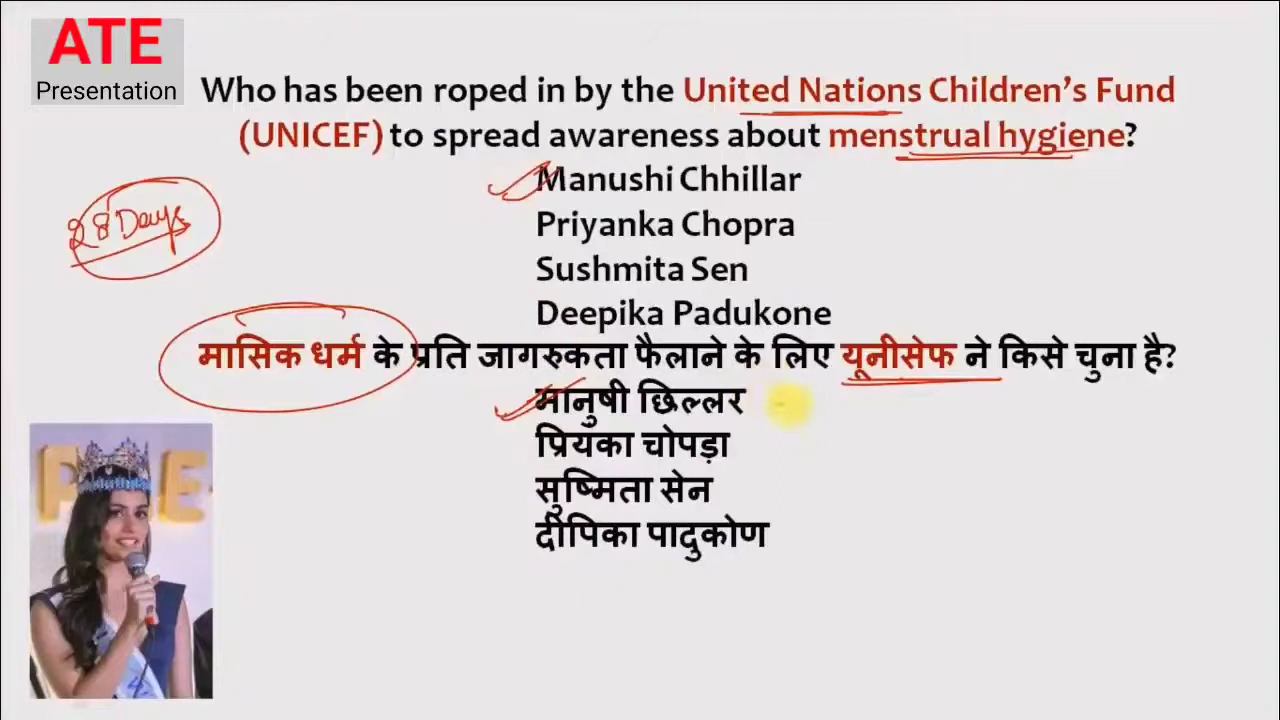 ATE
Presentation
Who has been roped in by the United Nations Children's Fund
(UNICEF) to spread awareness about menstrual hygiene?
Manushi Chhillar
Priyanka Chopra
Sushmita Sen
Deepika Padukone
28 Days
मासिक धर्म के प्रति जागरुकता फैलाने के लिए यूनीसेफ ने किसे चुना है?
मानुषी छिल्लर
प्रियंका चोपड़ा
सुष्मिता सेन
दीपिका पादुकोण